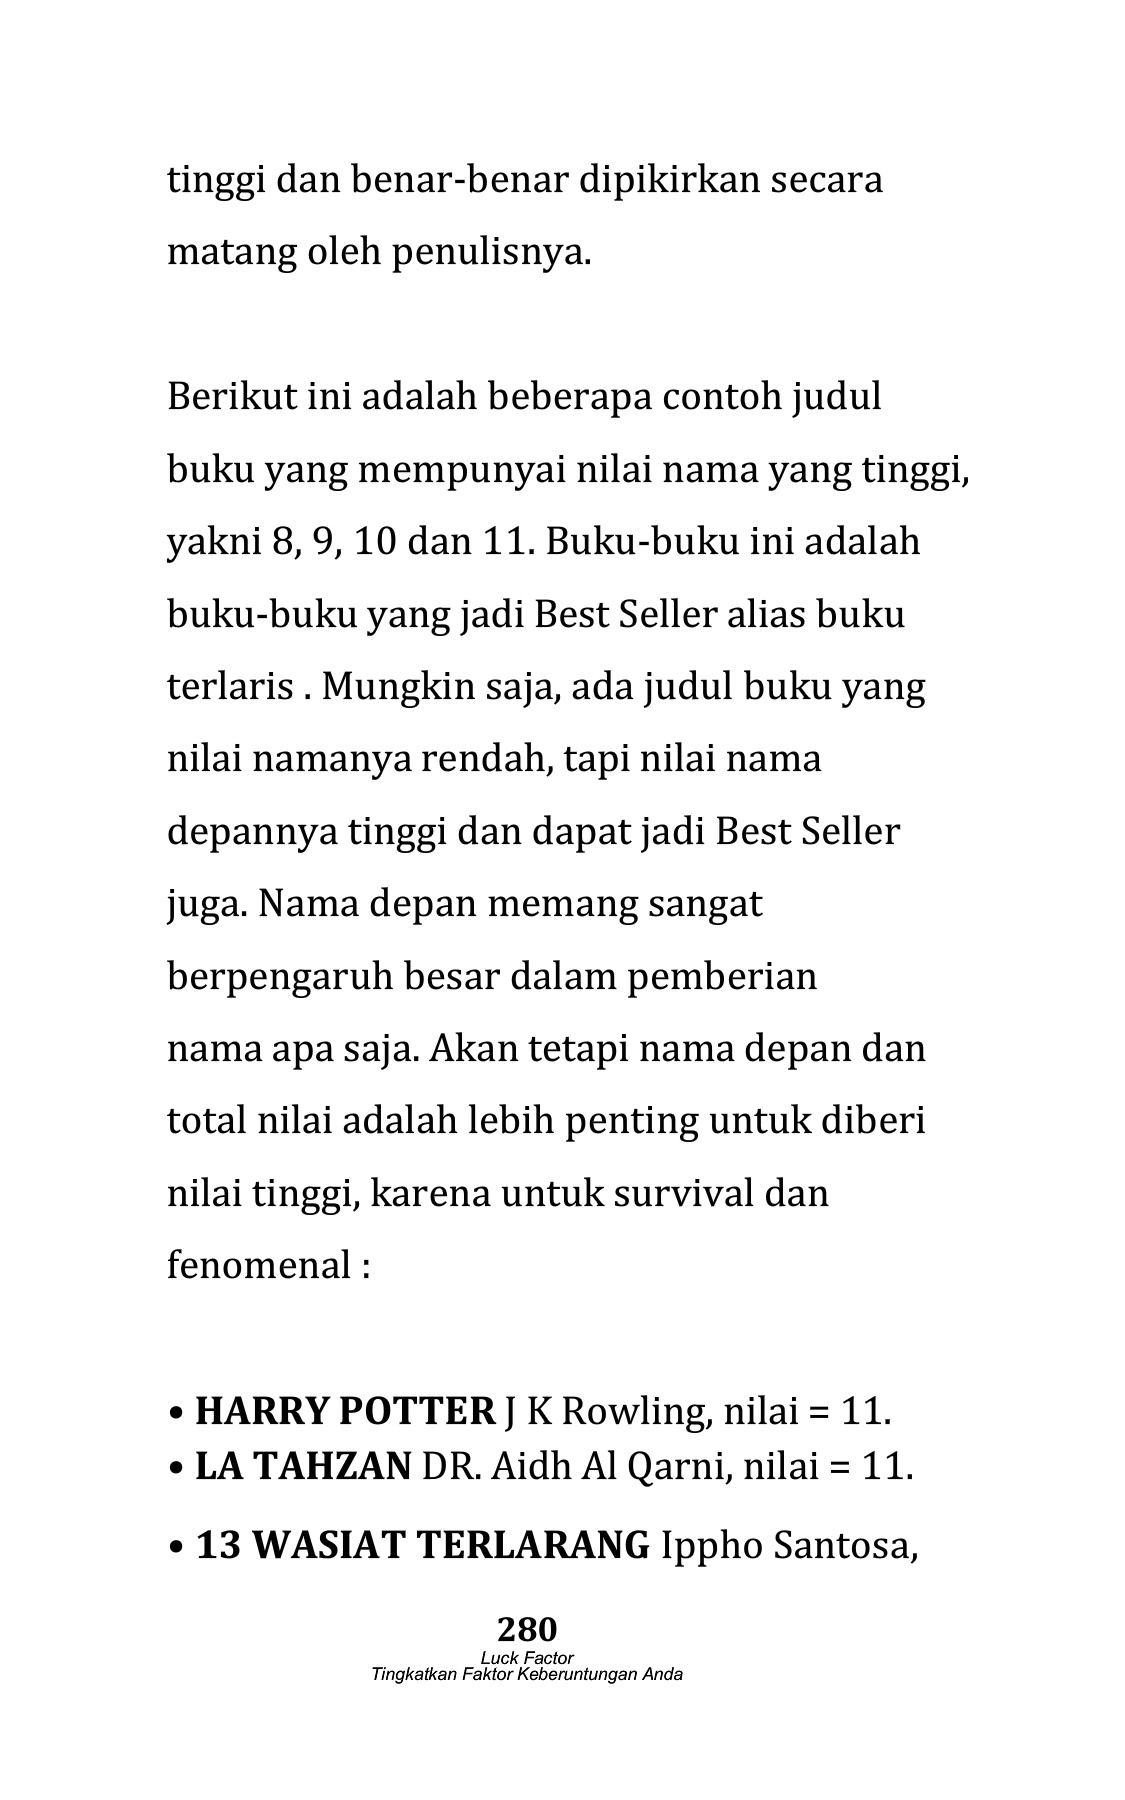 tinggi dan benar-benar dipikirkan secara
matang oleh penulisnya.
Berikut ini adalah beberapa contoh judul
buku yang mempunyai nilai nama yang tinggi,
yakni 8, 9, 10 dan 11. Buku-buku ini adalah
buku-buku yang jadi Best Seller alias buku
terlaris . Mungkin saja, ada judul buku yang
nilai namanya rendah, tapi nilai nama
depannya tinggi dan dapat jadi Best Seller
juga. Nama depan memang sangat
berpengaruh besar dalam pemberian
nama apa saja. Akan tetapi nama depan dan
total nilai adalah lebih penting untuk diberi
nilai tinggi, karena untuk survival dan
fenomenal :
• HARRY POTTER J K Rowling, nilai = 11.
• LA TAHZAN DR. Aidh Al Qarni, nilai = 11.
• 13 WASIAT TERLARANG Ippho Santosa,
280
Luck Factor
Tingkatkan Faktor Keberuntungan Anda